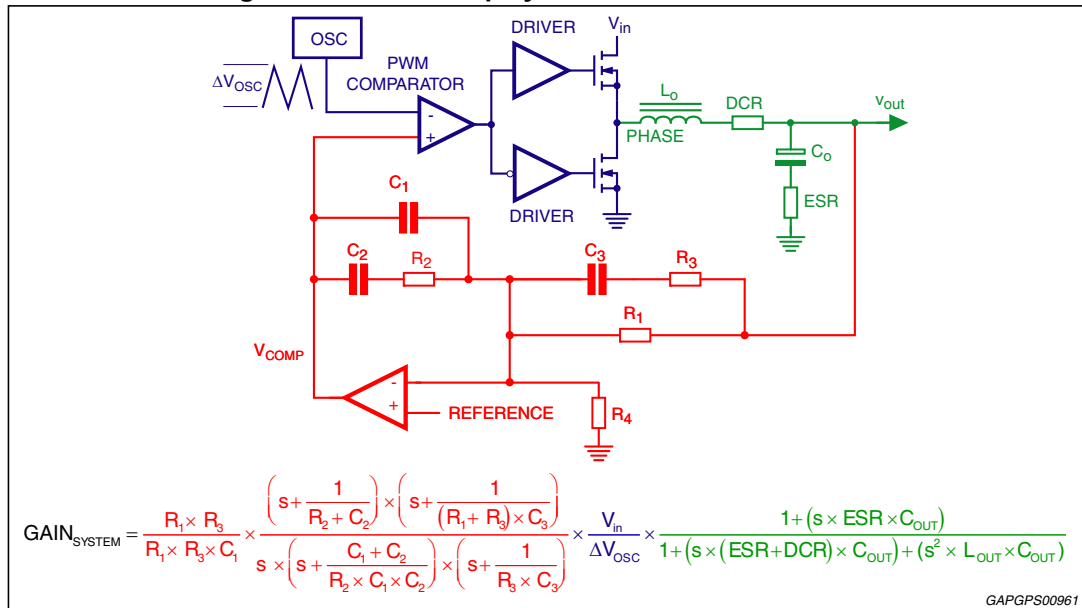 OSC
ΔV_OSC
PWM
COMPARATOR
-
+
DRIVER
V_in
L_o
DCR
v_out
PHASE
C_o
ESR
DRIVER
C_1
C_2
R_2
C_3
R_3
R_1
V_COMP
-
+
REFERENCE
R_4
GAIN_SYSTEM = (R_1 × R_3)/(R_1 × R_3 × C_1) × ((s + 1/(R_2 + C_2)) × (s + 1/((R_1 + R_3) × C_3)))/(s × (s + (C_1 + C_2)/(R_2 × C_1 × C_2)) × (s + 1/(R_3 × C_3))) × V_in/ΔV_OSC × (1 + (s × ESR × C_OUT))/(1 + (s × (ESR + DCR) × C_OUT) + (s² × L_OUT × C_OUT))
GAPGPS00961